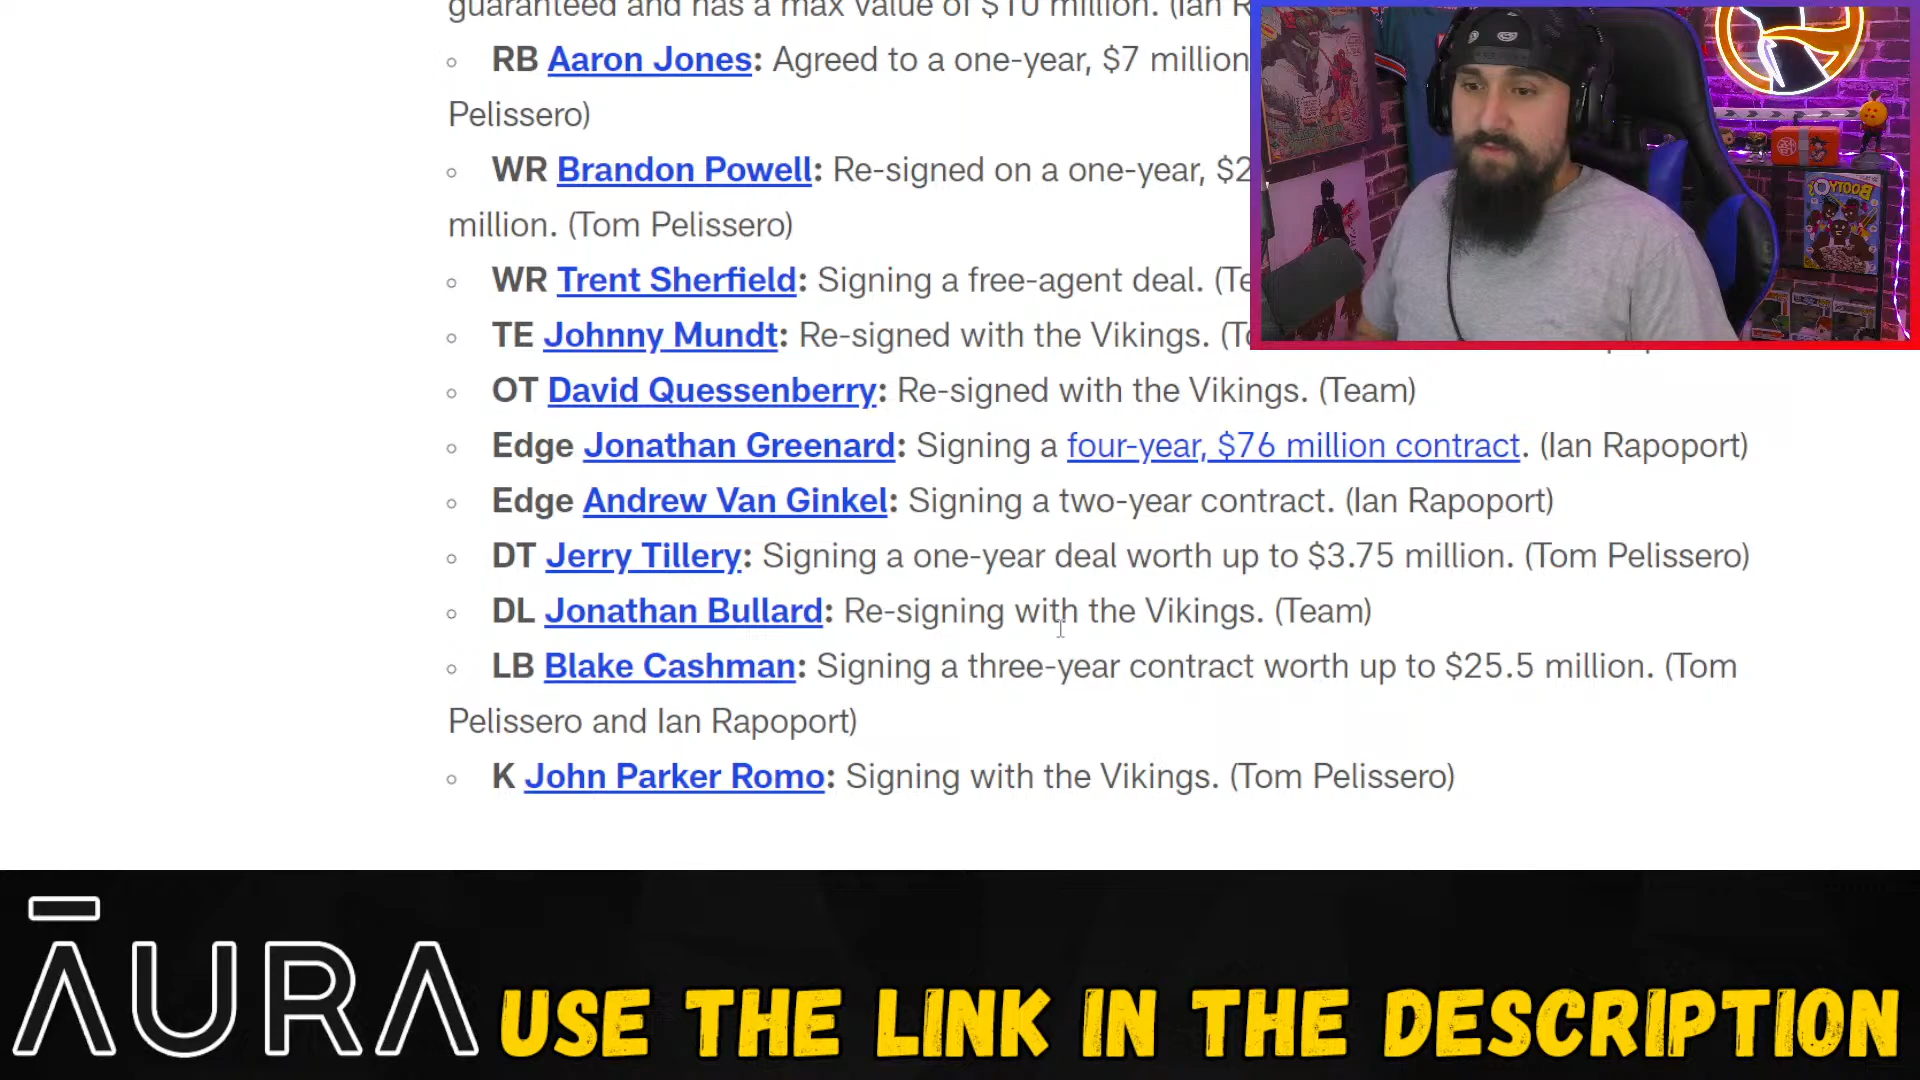 guaranteed and has a max value of $10 million. (Ian R
RB Aaron Jones: Agreed to a one-year, $7 million
Pelissero)
WR Brandon Powell: Re-signed on a one-year, $2
million. (Tom Pelissero)
WR Trent Sherfield: Signing a free-agent deal. (Te
TE Johnny Mundt: Re-signed with the Vikings. (To
OT David Quessenberry: Re-signed with the Vikings. (Team)
Edge Jonathan Greenard: Signing a four-year, $76 million contract. (Ian Rapoport)
Edge Andrew Van Ginkel: Signing a two-year contract. (Ian Rapoport)
DT Jerry Tillery: Signing a one-year deal worth up to $3.75 million. (Tom Pelissero)
DL Jonathan Bullard: Re-signing with the Vikings. (Team)
LB Blake Cashman: Signing a three-year contract worth up to $25.5 million. (Tom
Pelissero and Ian Rapoport)
K John Parker Romo: Signing with the Vikings. (Tom Pelissero)
ĀURA USE THE LINK IN THE DESCRIPTION